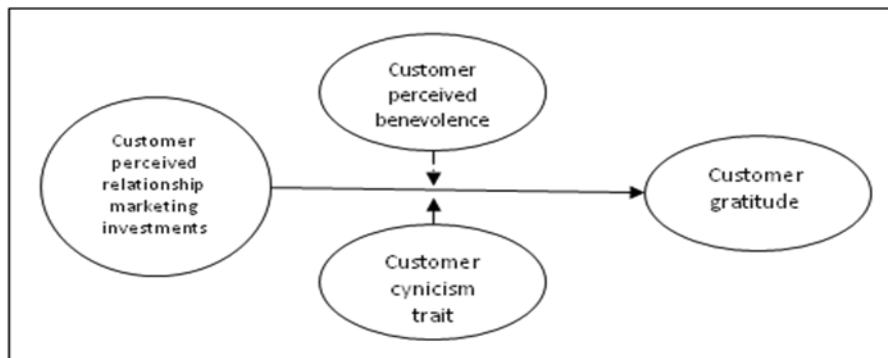 Customer
perceived
benevolence
Customer
perceived
relationship
marketing
investments
Customer
gratitude
Customer
cynicism
trait